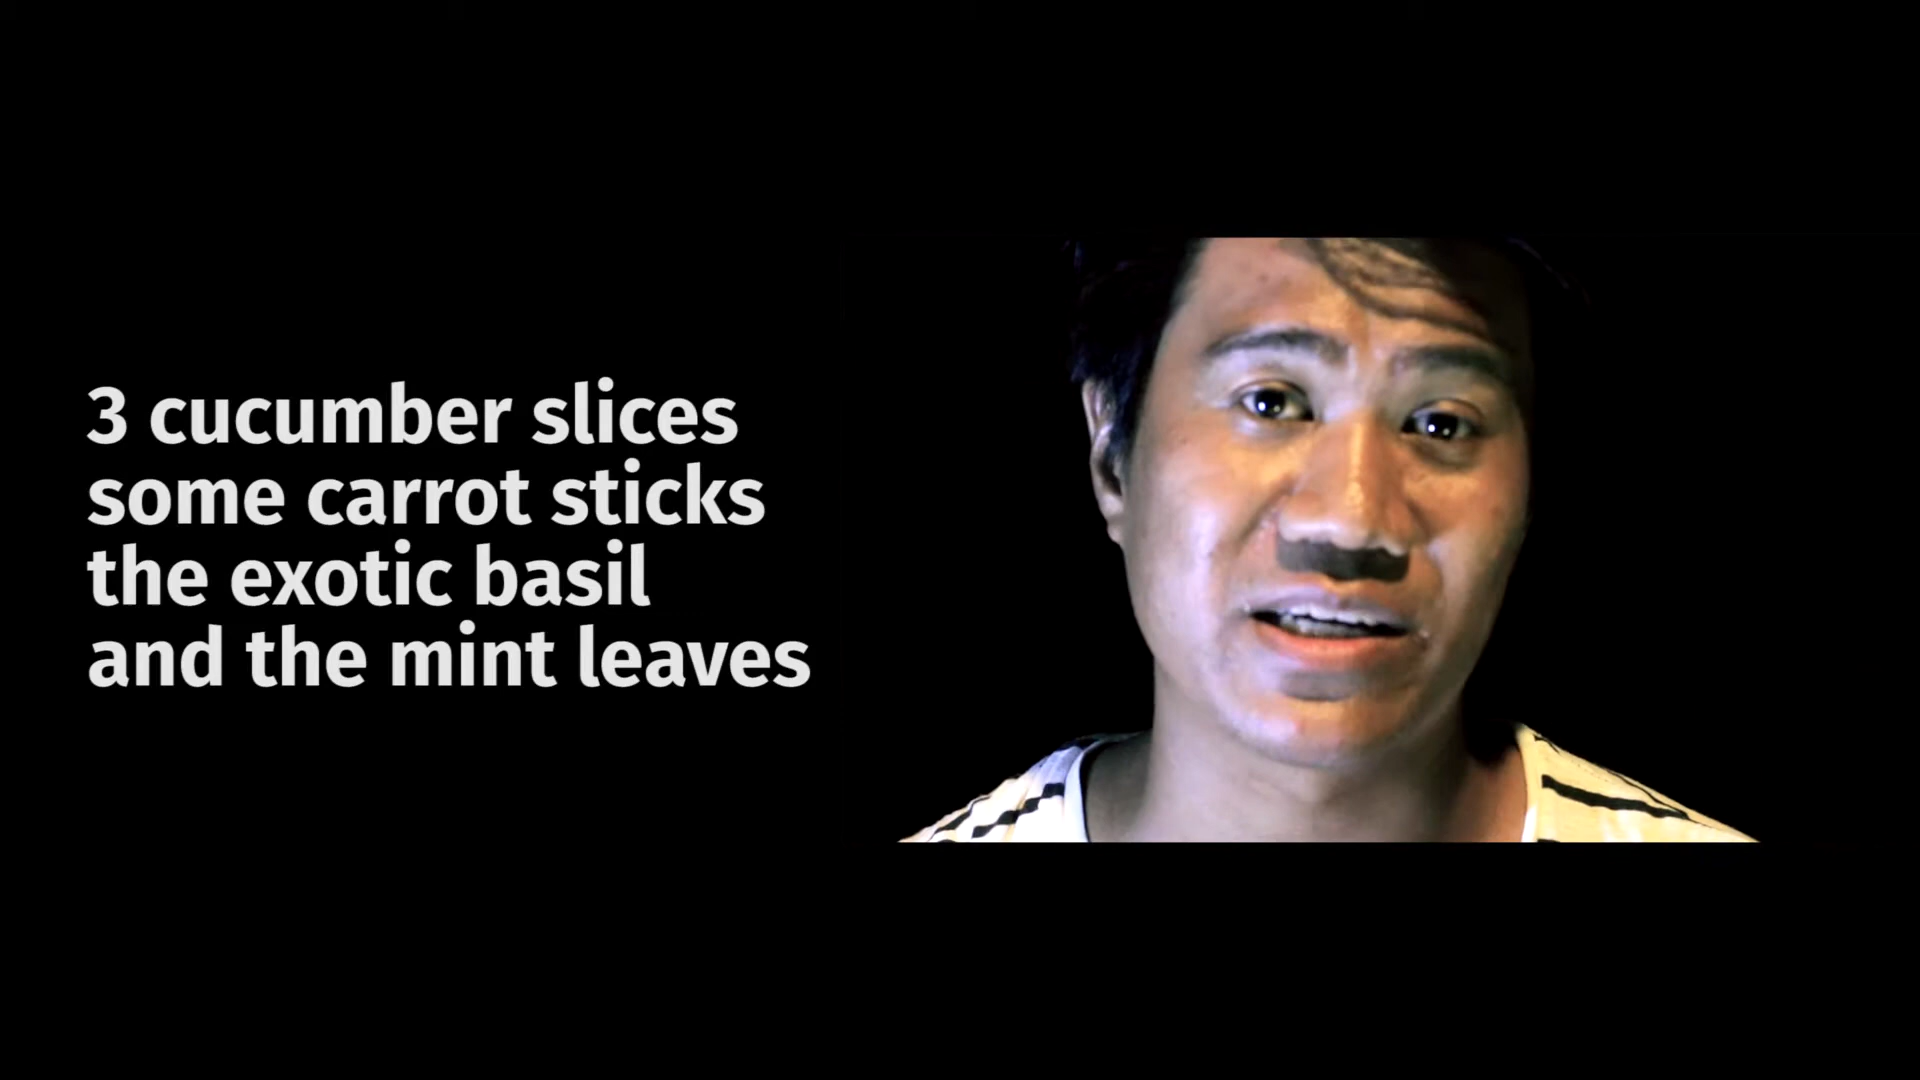 3 cucumber slices
some carrot sticks
the exotic basil
and the mint leaves